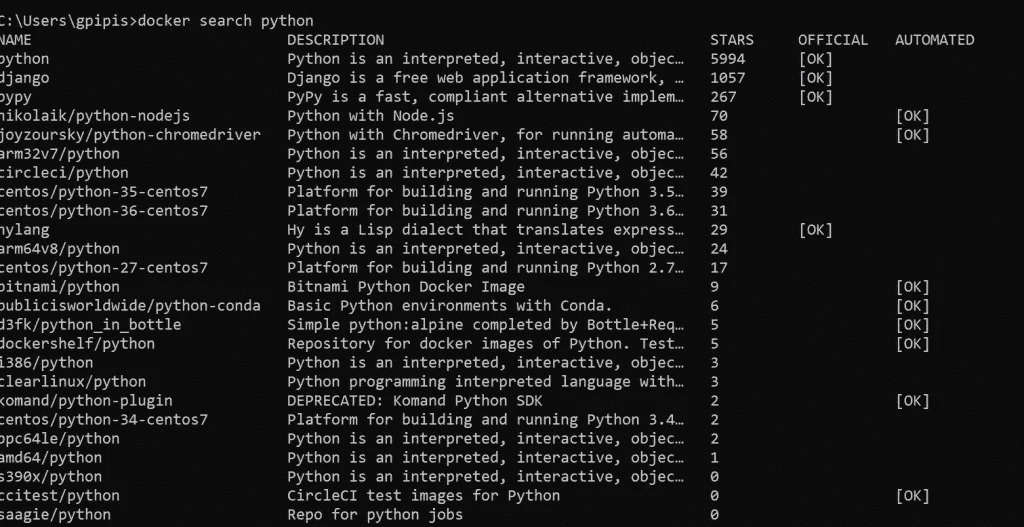 C:\Users\gpipis>docker search python
NAME DESCRIPTION STARS OFFICIAL AUTOMATED
python Python is an interpreted, interactive, objec… 5994 [OK]
django Django is a free web application framework, … 1057 [OK]
pypy PyPy is a fast, compliant alternative implem… 267 [OK]
nikolaik/python-nodejs Python with Node.js 70 [OK]
joyzoursky/python-chromedriver Python with Chromedriver, for running automa… 58 [OK]
arm32v7/python Python is an interpreted, interactive, objec… 56
circleci/python Python is an interpreted, interactive, objec… 42
centos/python-35-centos7 Platform for building and running Python 3.5… 39
centos/python-36-centos7 Platform for building and running Python 3.6… 31
hylang Hy is a Lisp dialect that translates express… 29 [OK]
arm64v8/python Python is an interpreted, interactive, objec… 24
centos/python-27-centos7 Platform for building and running Python 2.7… 17
bitnami/python Bitnami Python Docker Image 9 [OK]
publicisworldwide/python-conda Basic Python environments with Conda. 6 [OK]
d3fk/python_in_bottle Simple python:alpine completed by Bottle+Req… 5 [OK]
dockershelf/python Repository for docker images of Python. Test… 5 [OK]
i386/python Python is an interpreted, interactive, objec… 3
clearlinux/python Python programming interpreted language with… 3
komand/python-plugin DEPRECATED: Komand Python SDK 2 [OK]
centos/python-34-centos7 Platform for building and running Python 3.4… 2
ppc64le/python Python is an interpreted, interactive, objec… 2
amd64/python Python is an interpreted, interactive, objec… 1
s390x/python Python is an interpreted, interactive, objec… 0
ccitest/python CircleCI test images for Python 0 [OK]
saagie/python Repo for python jobs 0